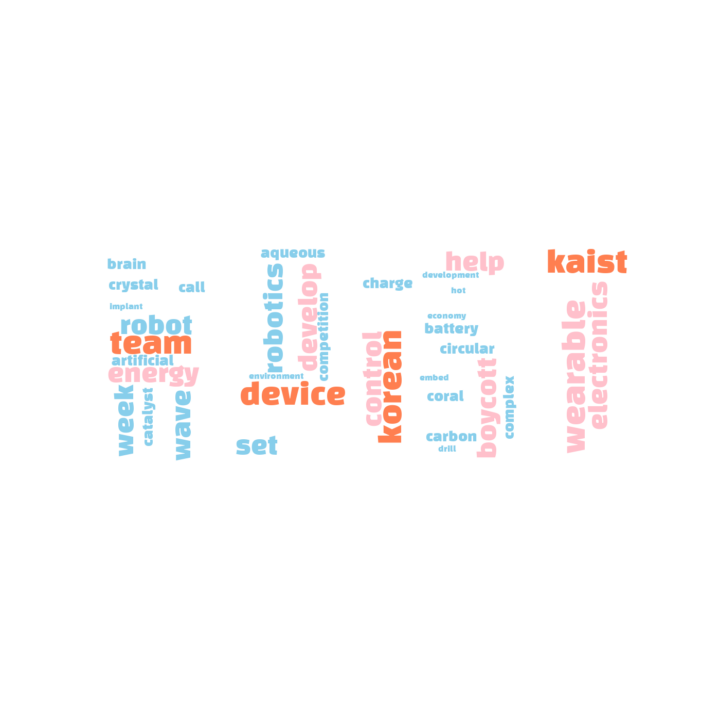 brain
crystal
call
implant
robot
team
artificial
energy
week
catalyst
wave
aqueous
robotics
develop
competition
environment
device
set
help
development
charge
hot
economy
battery
control
korean
circular
boycott
embed
complex
coral
carbon
drill
kaist
wearable
electronics